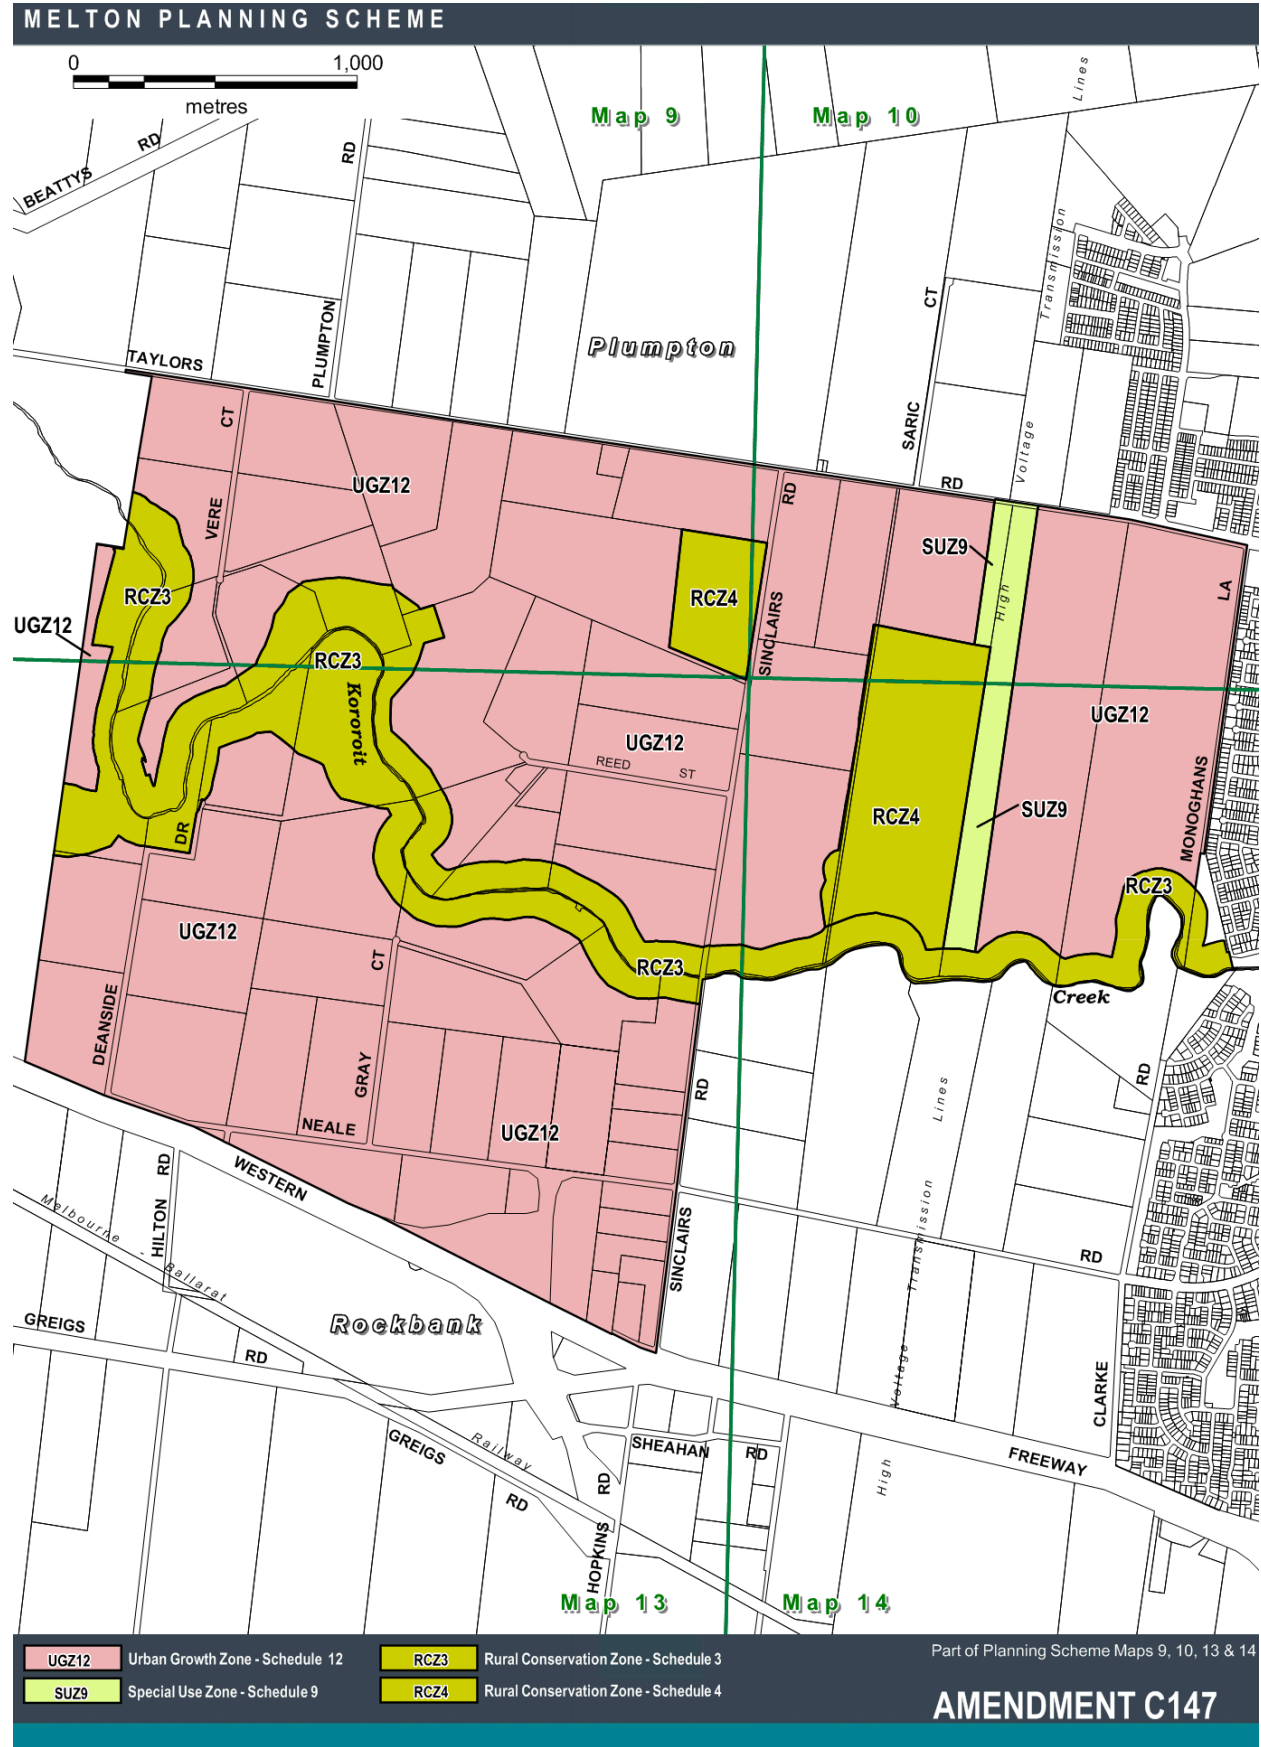 MELTON PLANNING SCHEME
0 1,000
metres
Map 9
Map 10
Lines
BEATTYS RD
RD
Transmission
CT
PLUMPTON
Plumpton
TAYLORS
SARIC
Voltage
CT
UGZ12
RD
RD
VERE
SUZ9
LA
RCZ3
RCZ4
High
SINCLAIRS
UGZ12
RCZ3
Kororoit
UGZ12
UGZ12
REED ST
MONOGHANS
SUZ9
RCZ4
DR
RCZ3
UGZ12
CT
RCZ3
Creek
DEANSIDE
GRAY
RD
RD
Lines
NEALE
UGZ12
WESTERN
RD
HILTON
Melbourne - Ballarat
Transmission
SINCLAIRS
RD
GREIGS
Rockbank
RD
Voltage
CLARKE
GREIGS
Railway
SHEAHAN RD
FREEWAY
RD
RD
High
HOPKINS
Map 13
Map 14
UGZ12 Urban Growth Zone - Schedule 12
RCZ3 Rural Conservation Zone - Schedule 3
SUZ9 Special Use Zone - Schedule 9
RCZ4 Rural Conservation Zone - Schedule 4
Part of Planning Scheme Maps 9, 10, 13 & 14
AMENDMENT C147